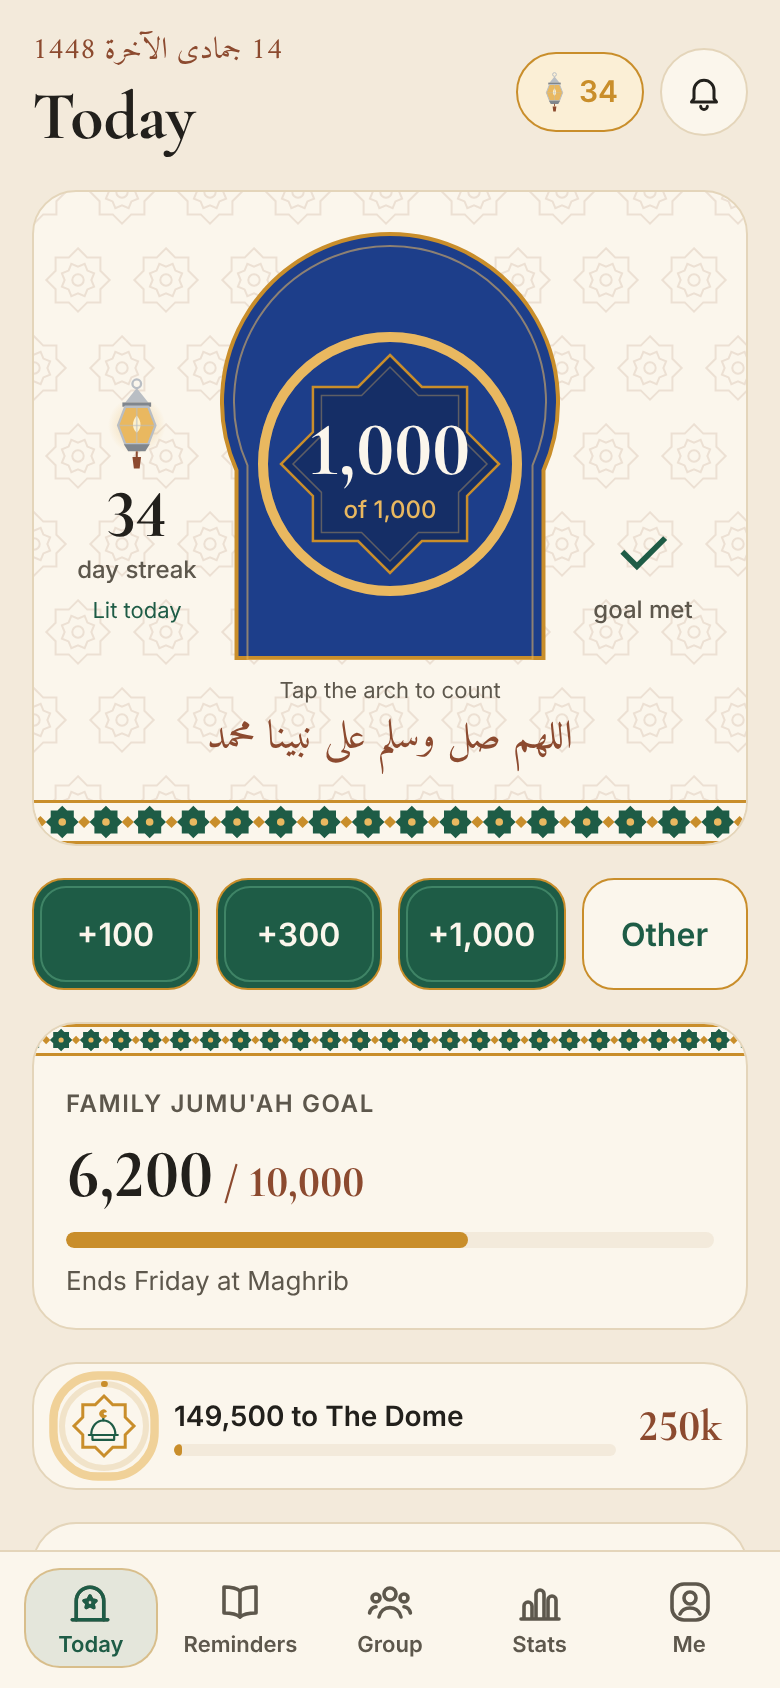 14 جمادى الآخرة 1448
Today
34
1,000
of 1,000
34
day streak
Lit today
goal met
Tap the arch to count
اللهم صل وسلم على نبينا محمد
+100
+300
+1,000
Other
FAMILY JUMU'AH GOAL
6,200 / 10,000
Ends Friday at Maghrib
149,500 to The Dome
250k
Today
Reminders
Group
Stats
Me